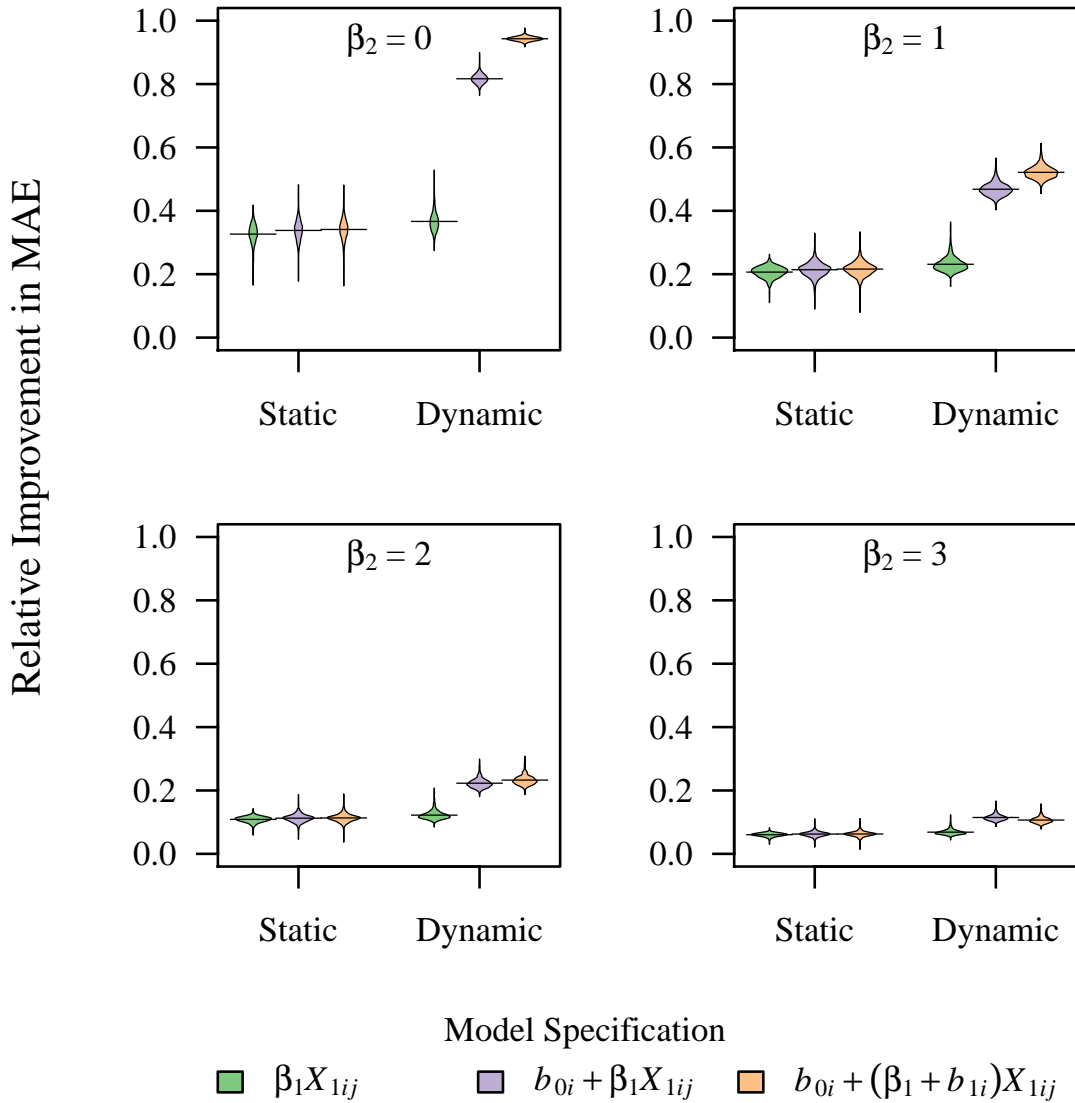 Relative Improvement in MAE
β₂ = 0
1.0
0.8
0.6
0.4
0.2
0.0
Static Dynamic
β₂ = 1
1.0
0.8
0.6
0.4
0.2
0.0
Static Dynamic
β₂ = 2
1.0
0.8
0.6
0.4
0.2
0.0
Static Dynamic
β₂ = 3
1.0
0.8
0.6
0.4
0.2
0.0
Static Dynamic
Model Specification
β₁X₁ᵢⱼ b₀ᵢ + β₁X₁ᵢⱼ b₀ᵢ + (β₁ + b₁ᵢ)X₁ᵢⱼ